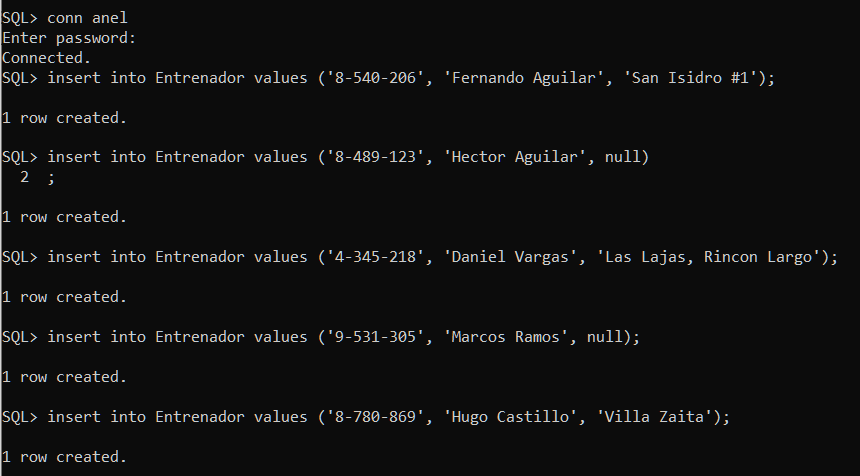 SQL> conn anel
Enter password:
Connected.
SQL> insert into Entrenador values ('8-540-206', 'Fernando Aguilar', 'San Isidro #1');
1 row created.
SQL> insert into Entrenador values ('8-489-123', 'Hector Aguilar', null)
  2  ;
1 row created.
SQL> insert into Entrenador values ('4-345-218', 'Daniel Vargas', 'Las Lajas, Rincon Largo');
1 row created.
SQL> insert into Entrenador values ('9-531-305', 'Marcos Ramos', null);
1 row created.
SQL> insert into Entrenador values ('8-780-869', 'Hugo Castillo', 'Villa Zaita');
1 row created.